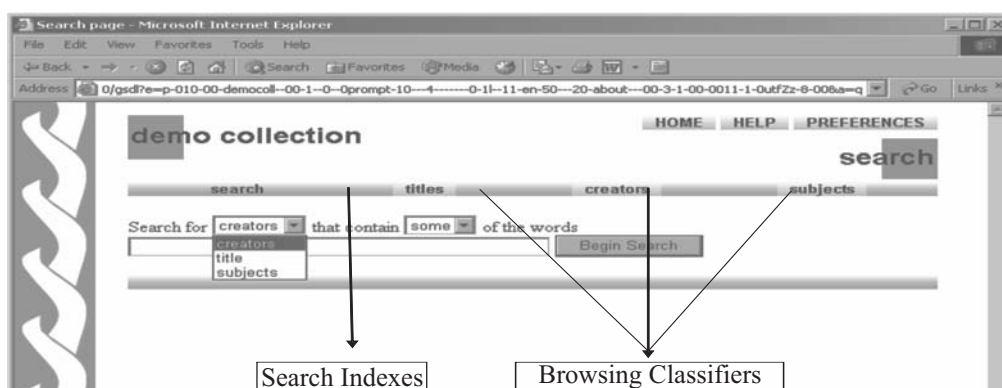 Search page - Microsoft Internet Explorer
File Edit View Favorites Tools Help
Back Search Favorites Media
Address 0/gsdl?e=p-010-00-democoll--00-1--0--0prompt-10---4-------0-1l--11-en-50---20-about---00-3-1-00-0011-1-0utfZz-8-00&a=q Go Links
HOME HELP PREFERENCES
demo collection
search
search titles creators subjects
Search for creators that contain some of the words
creators Begin Search
title
subjects
Search Indexes Browsing Classifiers